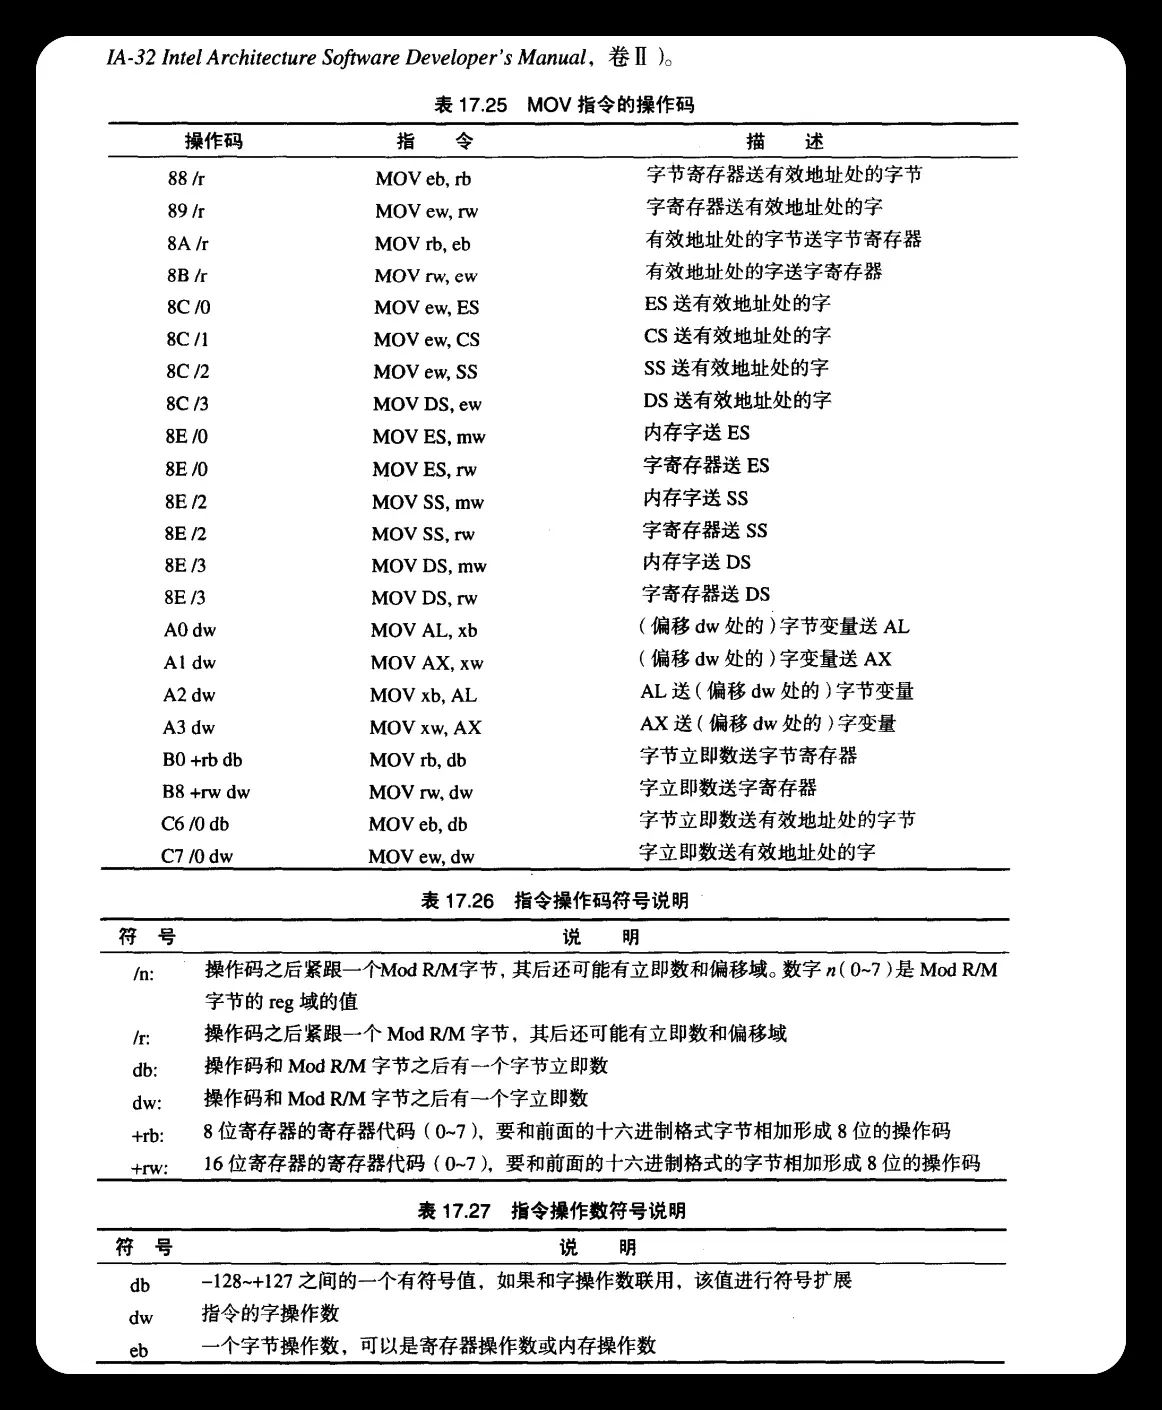 IA-32 Intel Architecture Software Developer's Manual，卷Ⅱ）。
表 17.25 MOV 指令的操作码
操作码 指 令 描 述
88 /r MOV eb, rb 字节寄存器送有效地址处的字节
89 /r MOV ew, rw 字寄存器送有效地址处的字
8A /r MOV rb, eb 有效地址处的字节送字节寄存器
8B /r MOV rw, ew 有效地址处的字送字寄存器
8C /0 MOV ew, ES ES 送有效地址处的字
8C /1 MOV ew, CS CS 送有效地址处的字
8C /2 MOV ew, SS SS 送有效地址处的字
8C /3 MOV DS, ew DS 送有效地址处的字
8E /0 MOV ES, mw 内存字送 ES
8E /0 MOV ES, rw 字寄存器送 ES
8E /2 MOV SS, mw 内存字送 SS
8E /2 MOV SS, rw 字寄存器送 SS
8E /3 MOV DS, mw 内存字送 DS
8E /3 MOV DS, rw 字寄存器送 DS
A0 dw MOV AL, xb （偏移 dw 处的）字节变量送 AL
A1 dw MOV AX, xw （偏移 dw 处的）字变量送 AX
A2 dw MOV xb, AL AL 送（偏移 dw 处的）字节变量
A3 dw MOV xw, AX AX 送（偏移 dw 处的）字变量
B0 +rb db MOV rb, db 字节立即数送字节寄存器
B8 +rw dw MOV rw, dw 字立即数送字寄存器
C6 /0 db MOV eb, db 字节立即数送有效地址处的字节
C7 /0 dw MOV ew, dw 字立即数送有效地址处的字
表 17.26 指令操作码符号说明
符 号 说 明
/n: 操作码之后紧跟一个Mod R/M字节，其后还可能有立即数和偏移域。数字 n（0~7）是 Mod R/M
字节的 reg 域的值
/r: 操作码之后紧跟一个 Mod R/M 字节，其后还可能有立即数和偏移域
db: 操作码和 Mod R/M 字节之后有一个字节立即数
dw: 操作码和 Mod R/M 字节之后有一个字立即数
+rb: 8 位寄存器的寄存器代码（0~7），要和前面的十六进制格式字节相加形成 8 位的操作码
+rw: 16 位寄存器的寄存器代码（0~7），要和前面的十六进制格式的字节相加形成 8 位的操作码
表 17.27 指令操作数符号说明
符 号 说 明
db –128~+127 之间的一个有符号值，如果和字操作数联用，该值进行符号扩展
dw 指令的字操作数
eb 一个字节操作数，可以是寄存器操作数或内存操作数